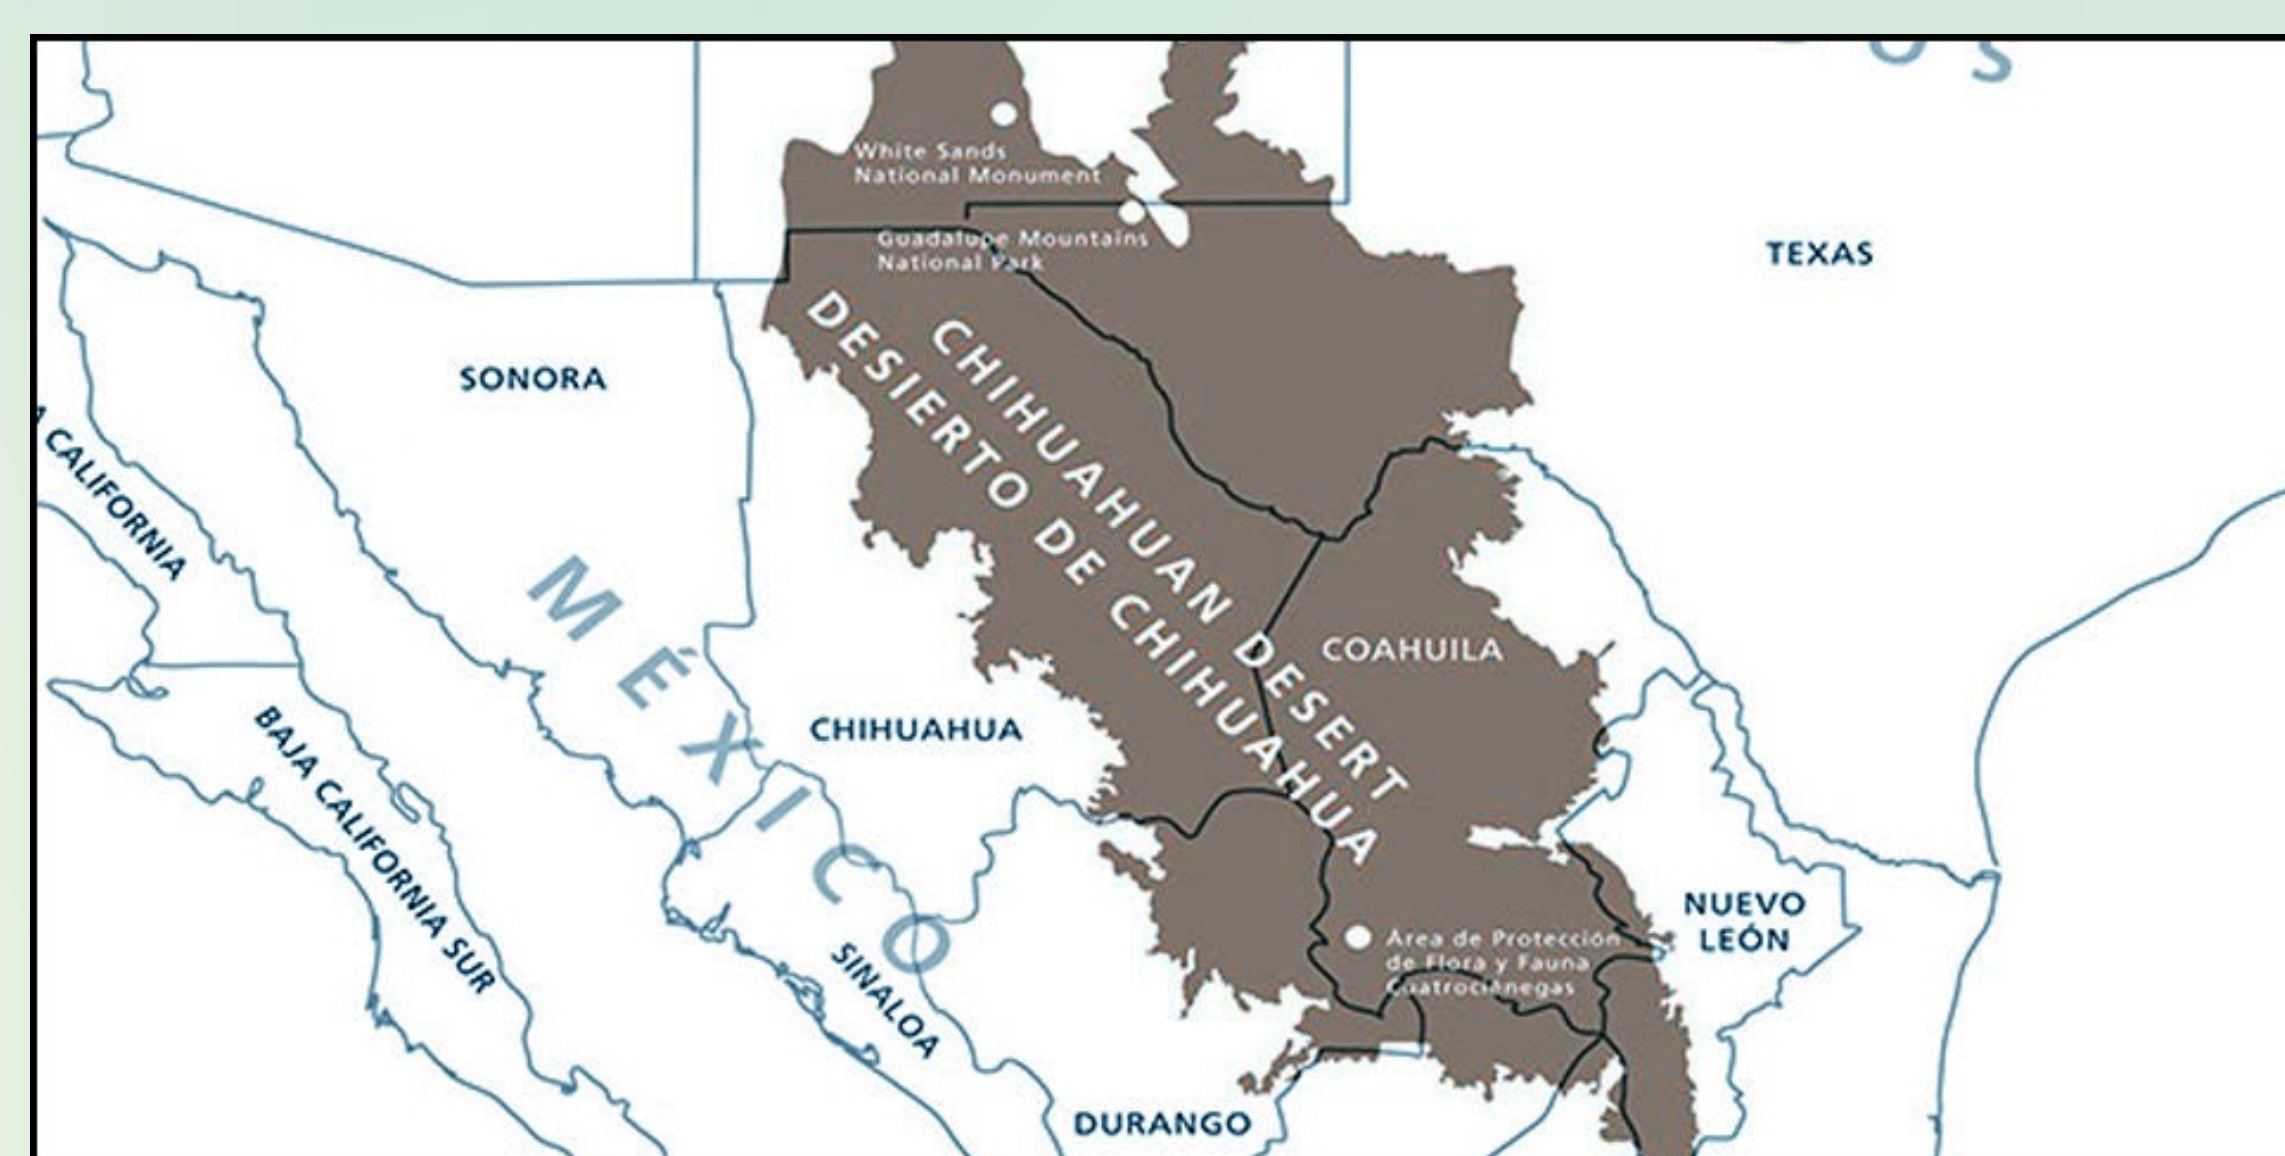 White Sands
National Monument
Guadalupe Mountains
National Park
TEXAS
SONORA
CHIHUAHUAN DESERT
DESIERTO DE CHIHUAHUA
A CALIFORNIA
MÉXICO
COAHUILA
CHIHUAHUA
BAJA CALIFORNIA SUR
NUEVO
LEÓN
Área de Protección
de Flora y Fauna
Cuatrociénegas
SINALOA
DURANGO